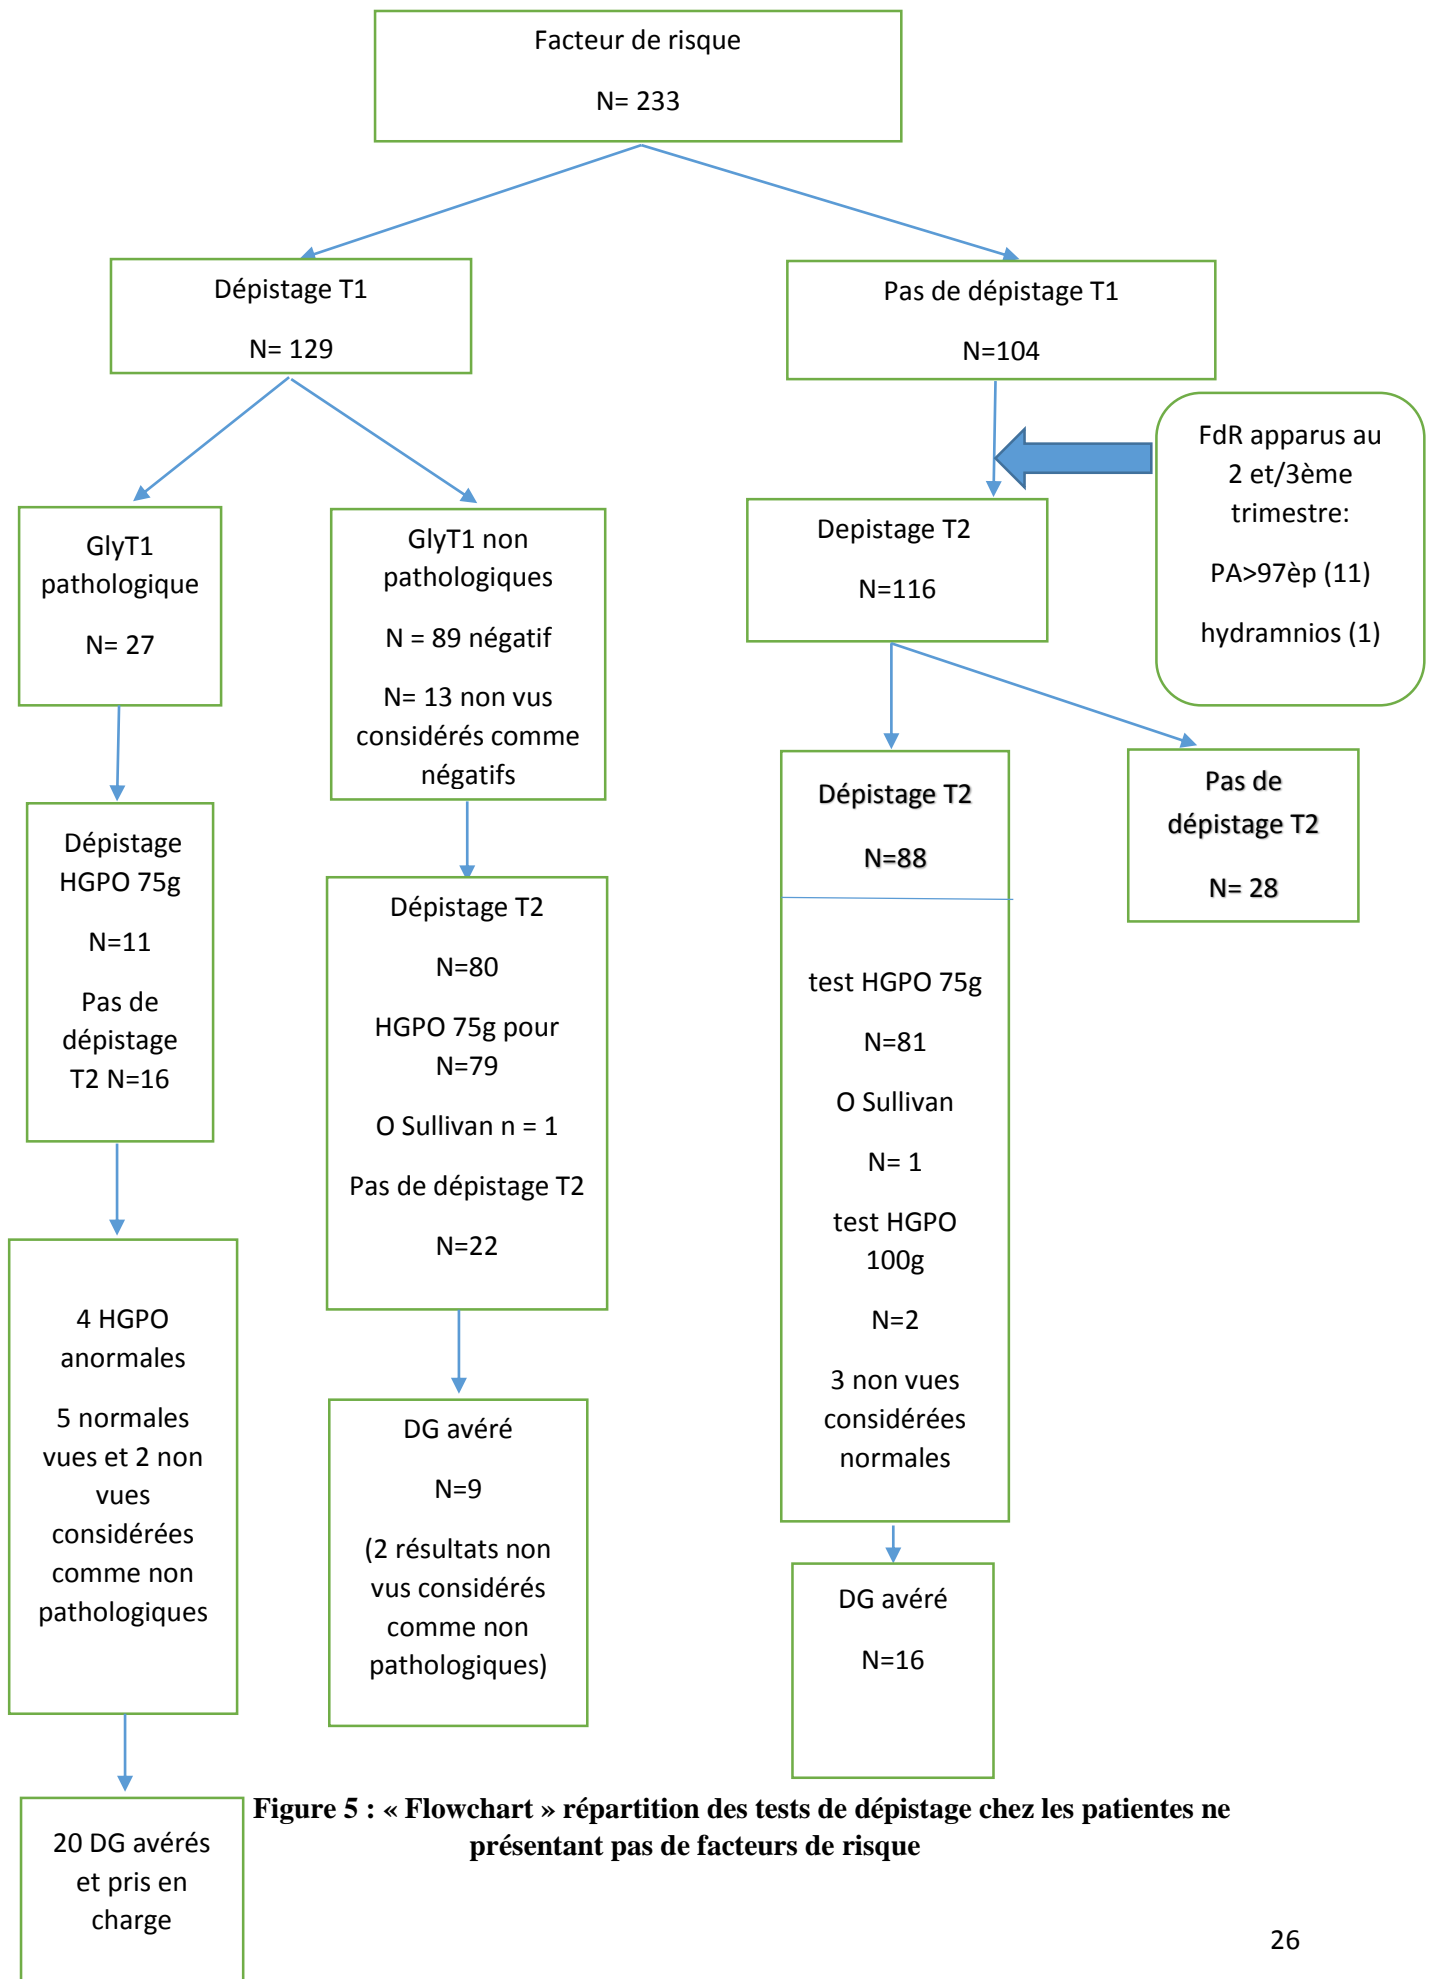 Facteur de risque
N= 233
Dépistage T1
N= 129
Pas de dépistage T1
N=104
FdR apparus au
2 et/3ème
trimestre:
PA>97èp (11)
hydramnios (1)
GlyT1
pathologique
N= 27
GlyT1 non
pathologiques
N = 89 négatif
N= 13 non vus
considérés comme
négatifs
Depistage T2
N=116
Dépistage
HGPO 75g
N=11
Pas de
dépistage
T2 N=16
Dépistage T2
N=80
HGPO 75g pour
N=79
O Sullivan n = 1
Pas de dépistage T2
N=22
Dépistage T2
N=88
test HGPO 75g
N=81
O Sullivan
N= 1
test HGPO
100g
N=2
3 non vues
considérées
normales
Pas de
dépistage T2
N= 28
4 HGPO
anormales
5 normales
vues et 2 non
vues
considérées
comme non
pathologiques
DG avéré
N=9
(2 résultats non
vus considérés
comme non
pathologiques)
DG avéré
N=16
20 DG avérés
et pris en
charge
Figure 5 : « Flowchart » répartition des tests de dépistage chez les patientes ne
présentant pas de facteurs de risque
26